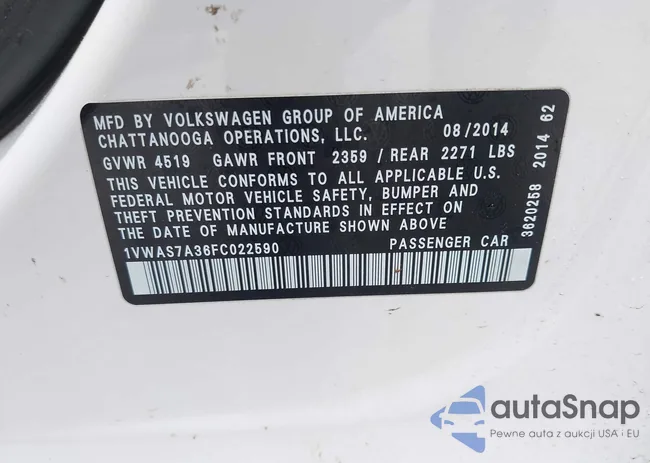 MFD BY VOLKSWAGEN GROUP OF AMERICA
CHATTANOOGA OPERATIONS, LLC. 08/2014
GVWR 4519 GAWR FRONT 2359 / REAR 2271 LBS
THIS VEHICLE CONFORMS TO ALL APPLICABLE U.S.
FEDERAL MOTOR VEHICLE SAFETY, BUMPER AND
THEFT PREVENTION STANDARDS IN EFFECT ON
THE DATE OF MANUFACTURE SHOWN ABOVE
1VWAS7A36FC022590 PASSENGER CAR
3620258 2014 62
autaSnap
Pewne auta z aukcji USA i EU